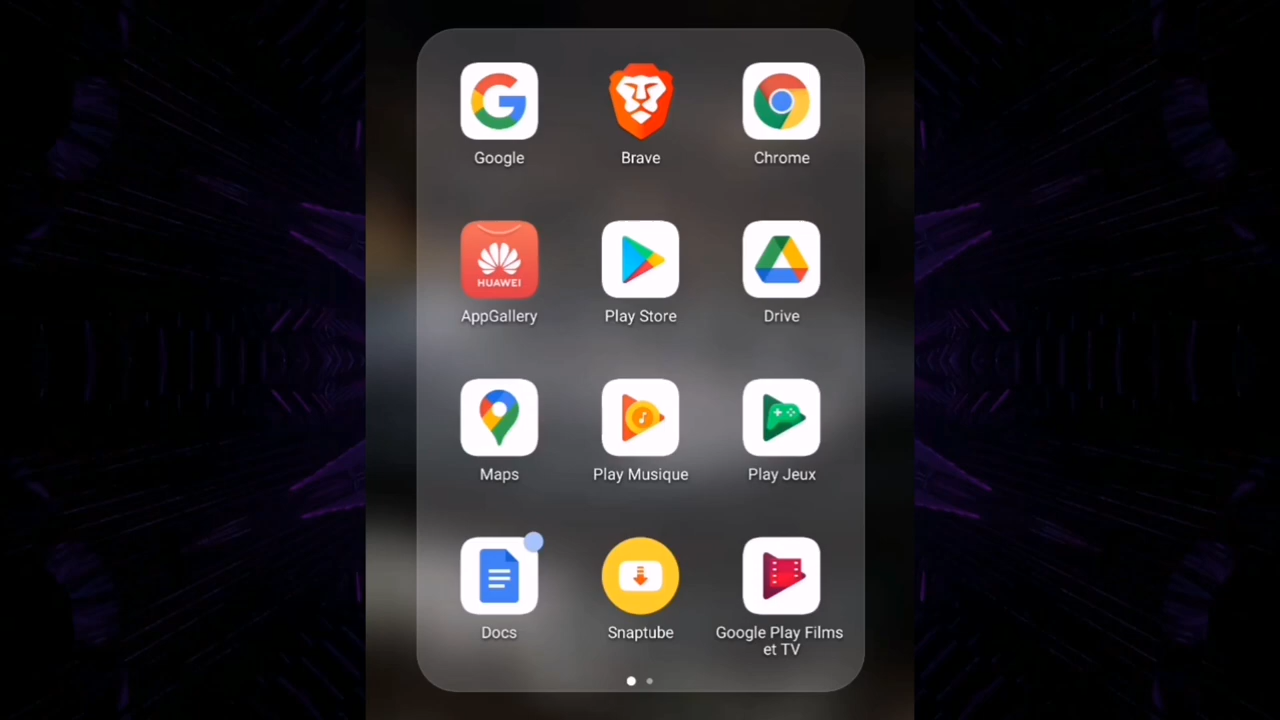 Google
Brave
Chrome
HUAWEI
AppGallery
Play Store
Drive
Maps
Play Musique
Play Jeux
Docs
Snaptube
Google Play Films
et TV